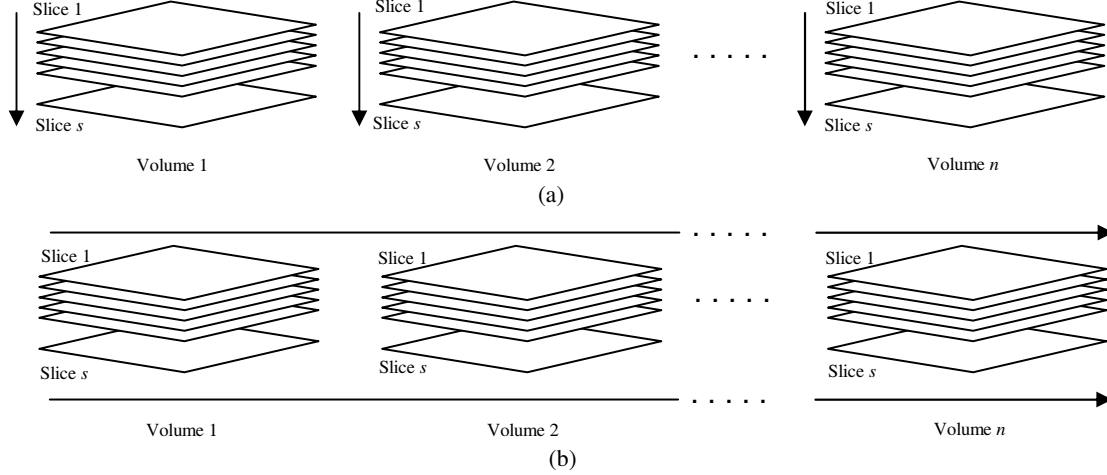 Slice 1 Slice 1 Slice 1
. . . . .
Slice s Slice s Slice s
Volume 1 Volume 2 Volume n
(a)
. . . . .
Slice 1 Slice 1 Slice 1
. . . . .
Slice s Slice s Slice s
. . . . .
Volume 1 Volume 2 Volume n
(b)